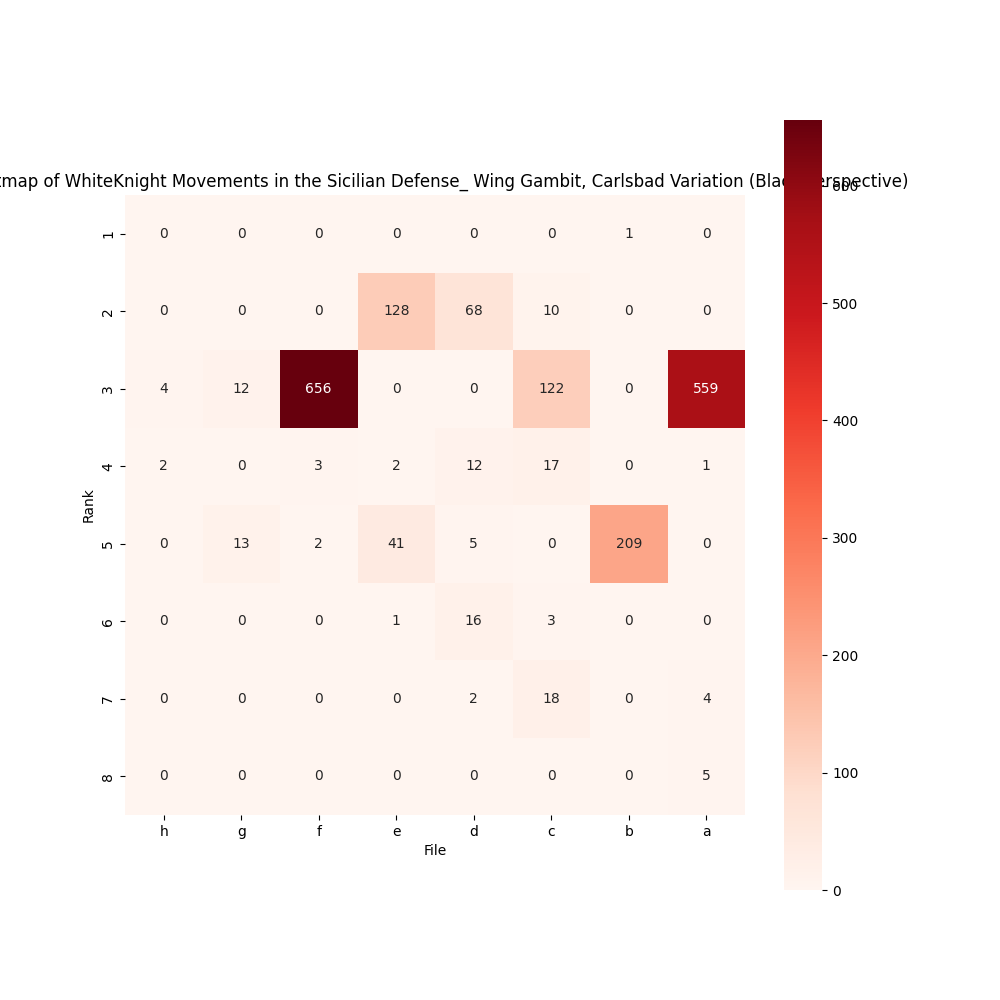 tmap of WhiteKnight Movements in the Sicilian Defense_ Wing Gambit, Carlsbad Variation (Black Perspective)
600
1 0 0 0 0 0 0 1 0
2 0 0 0 128 68 10 0 0
500
3 4 12 656 0 0 122 0 559
400
4 2 0 3 2 12 17 0 1
Rank
5 0 13 2 41 5 0 209 0
300
6 0 0 0 1 16 3 0 0
200
7 0 0 0 0 2 18 0 4
100
8 0 0 0 0 0 0 0 5
h g f e d c b a
File
0